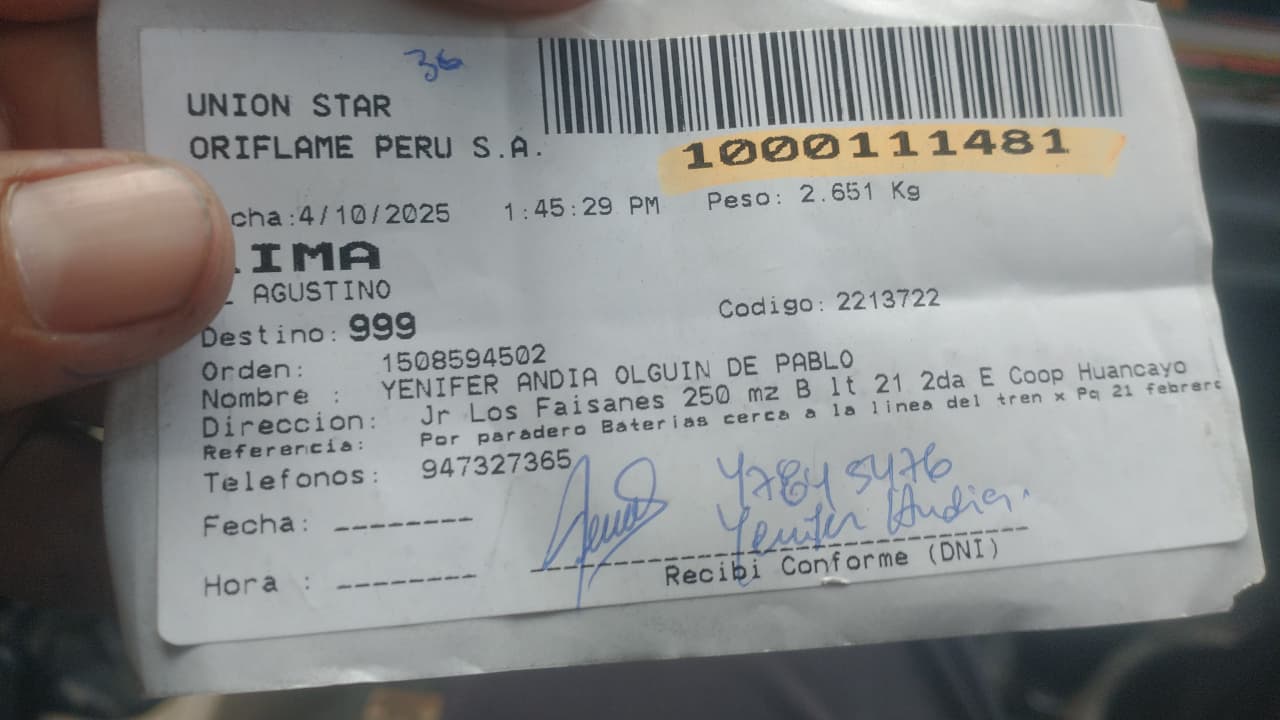 36
UNION STAR
ORIFLAME PERU S.A.
1000111481
cha:4/10/2025 1:45:29 PM Peso: 2.651 Kg
IMA
AGUSTINO
Codigo: 2213722
Destino: 999
Orden: 1508594502
Nombre : YENIFER ANDIA OLGUIN DE PABLO
Direccion: Jr Los Faisanes 250 mz B lt 21 2da E Coop Huancayo
Referencia: Por paradero Baterias cerca a la linea del tren x Pq 21 febrero
Telefonos: 947327365
47845476
Yenifer Andia.
Fecha: --------
Recibi Conforme (DNI)
Hora : --------